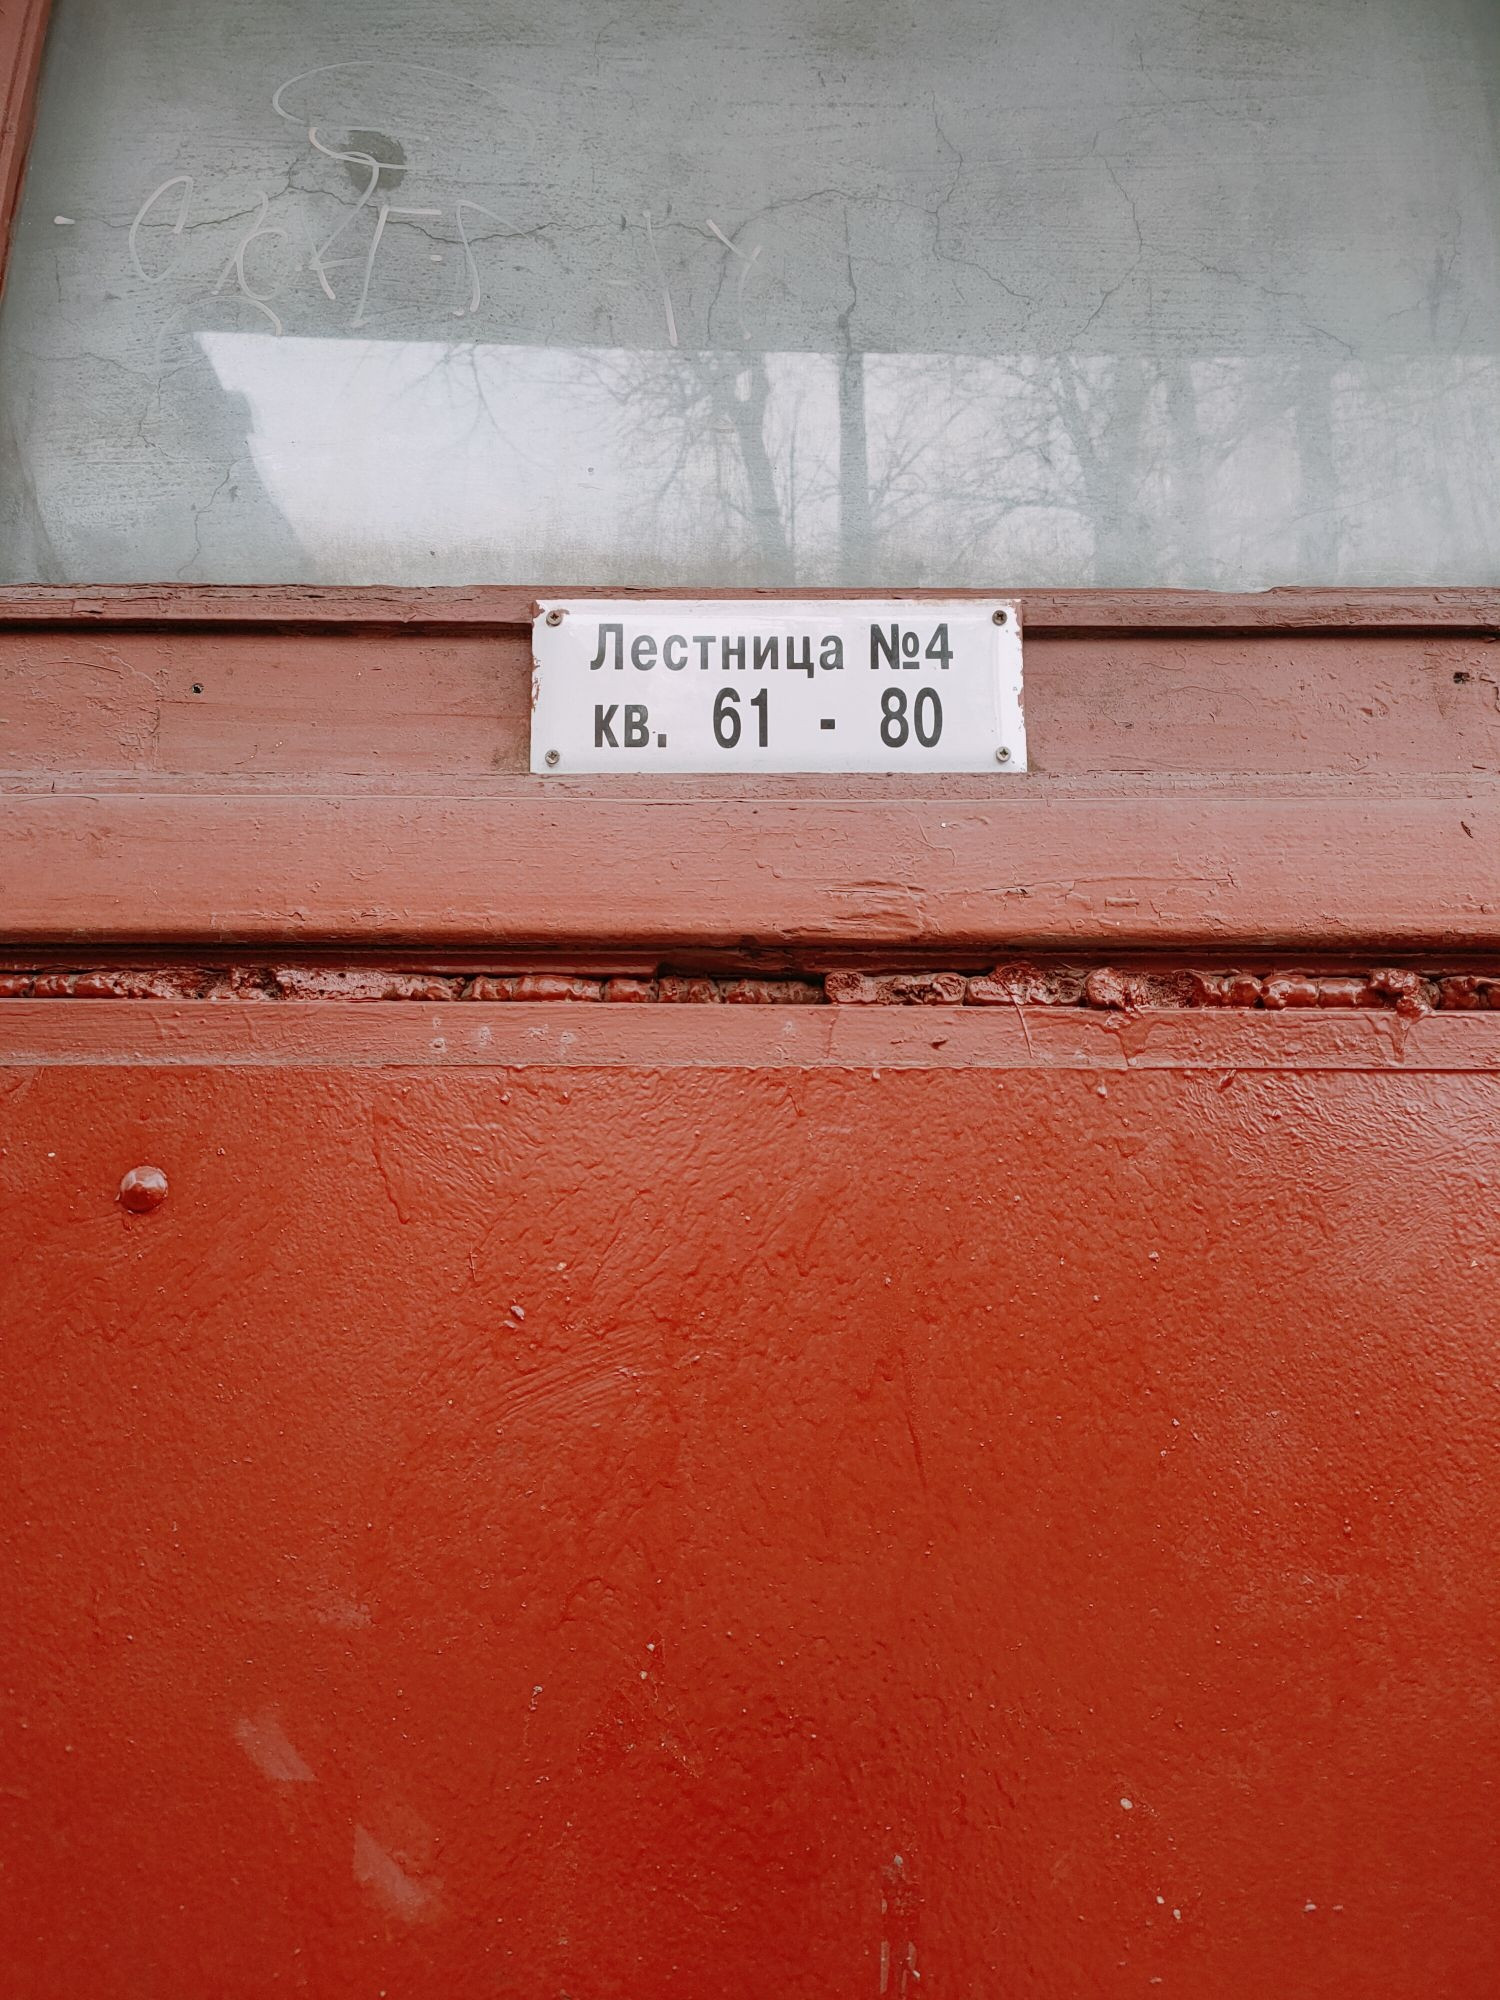 Лестница №4
кв. 61 - 80